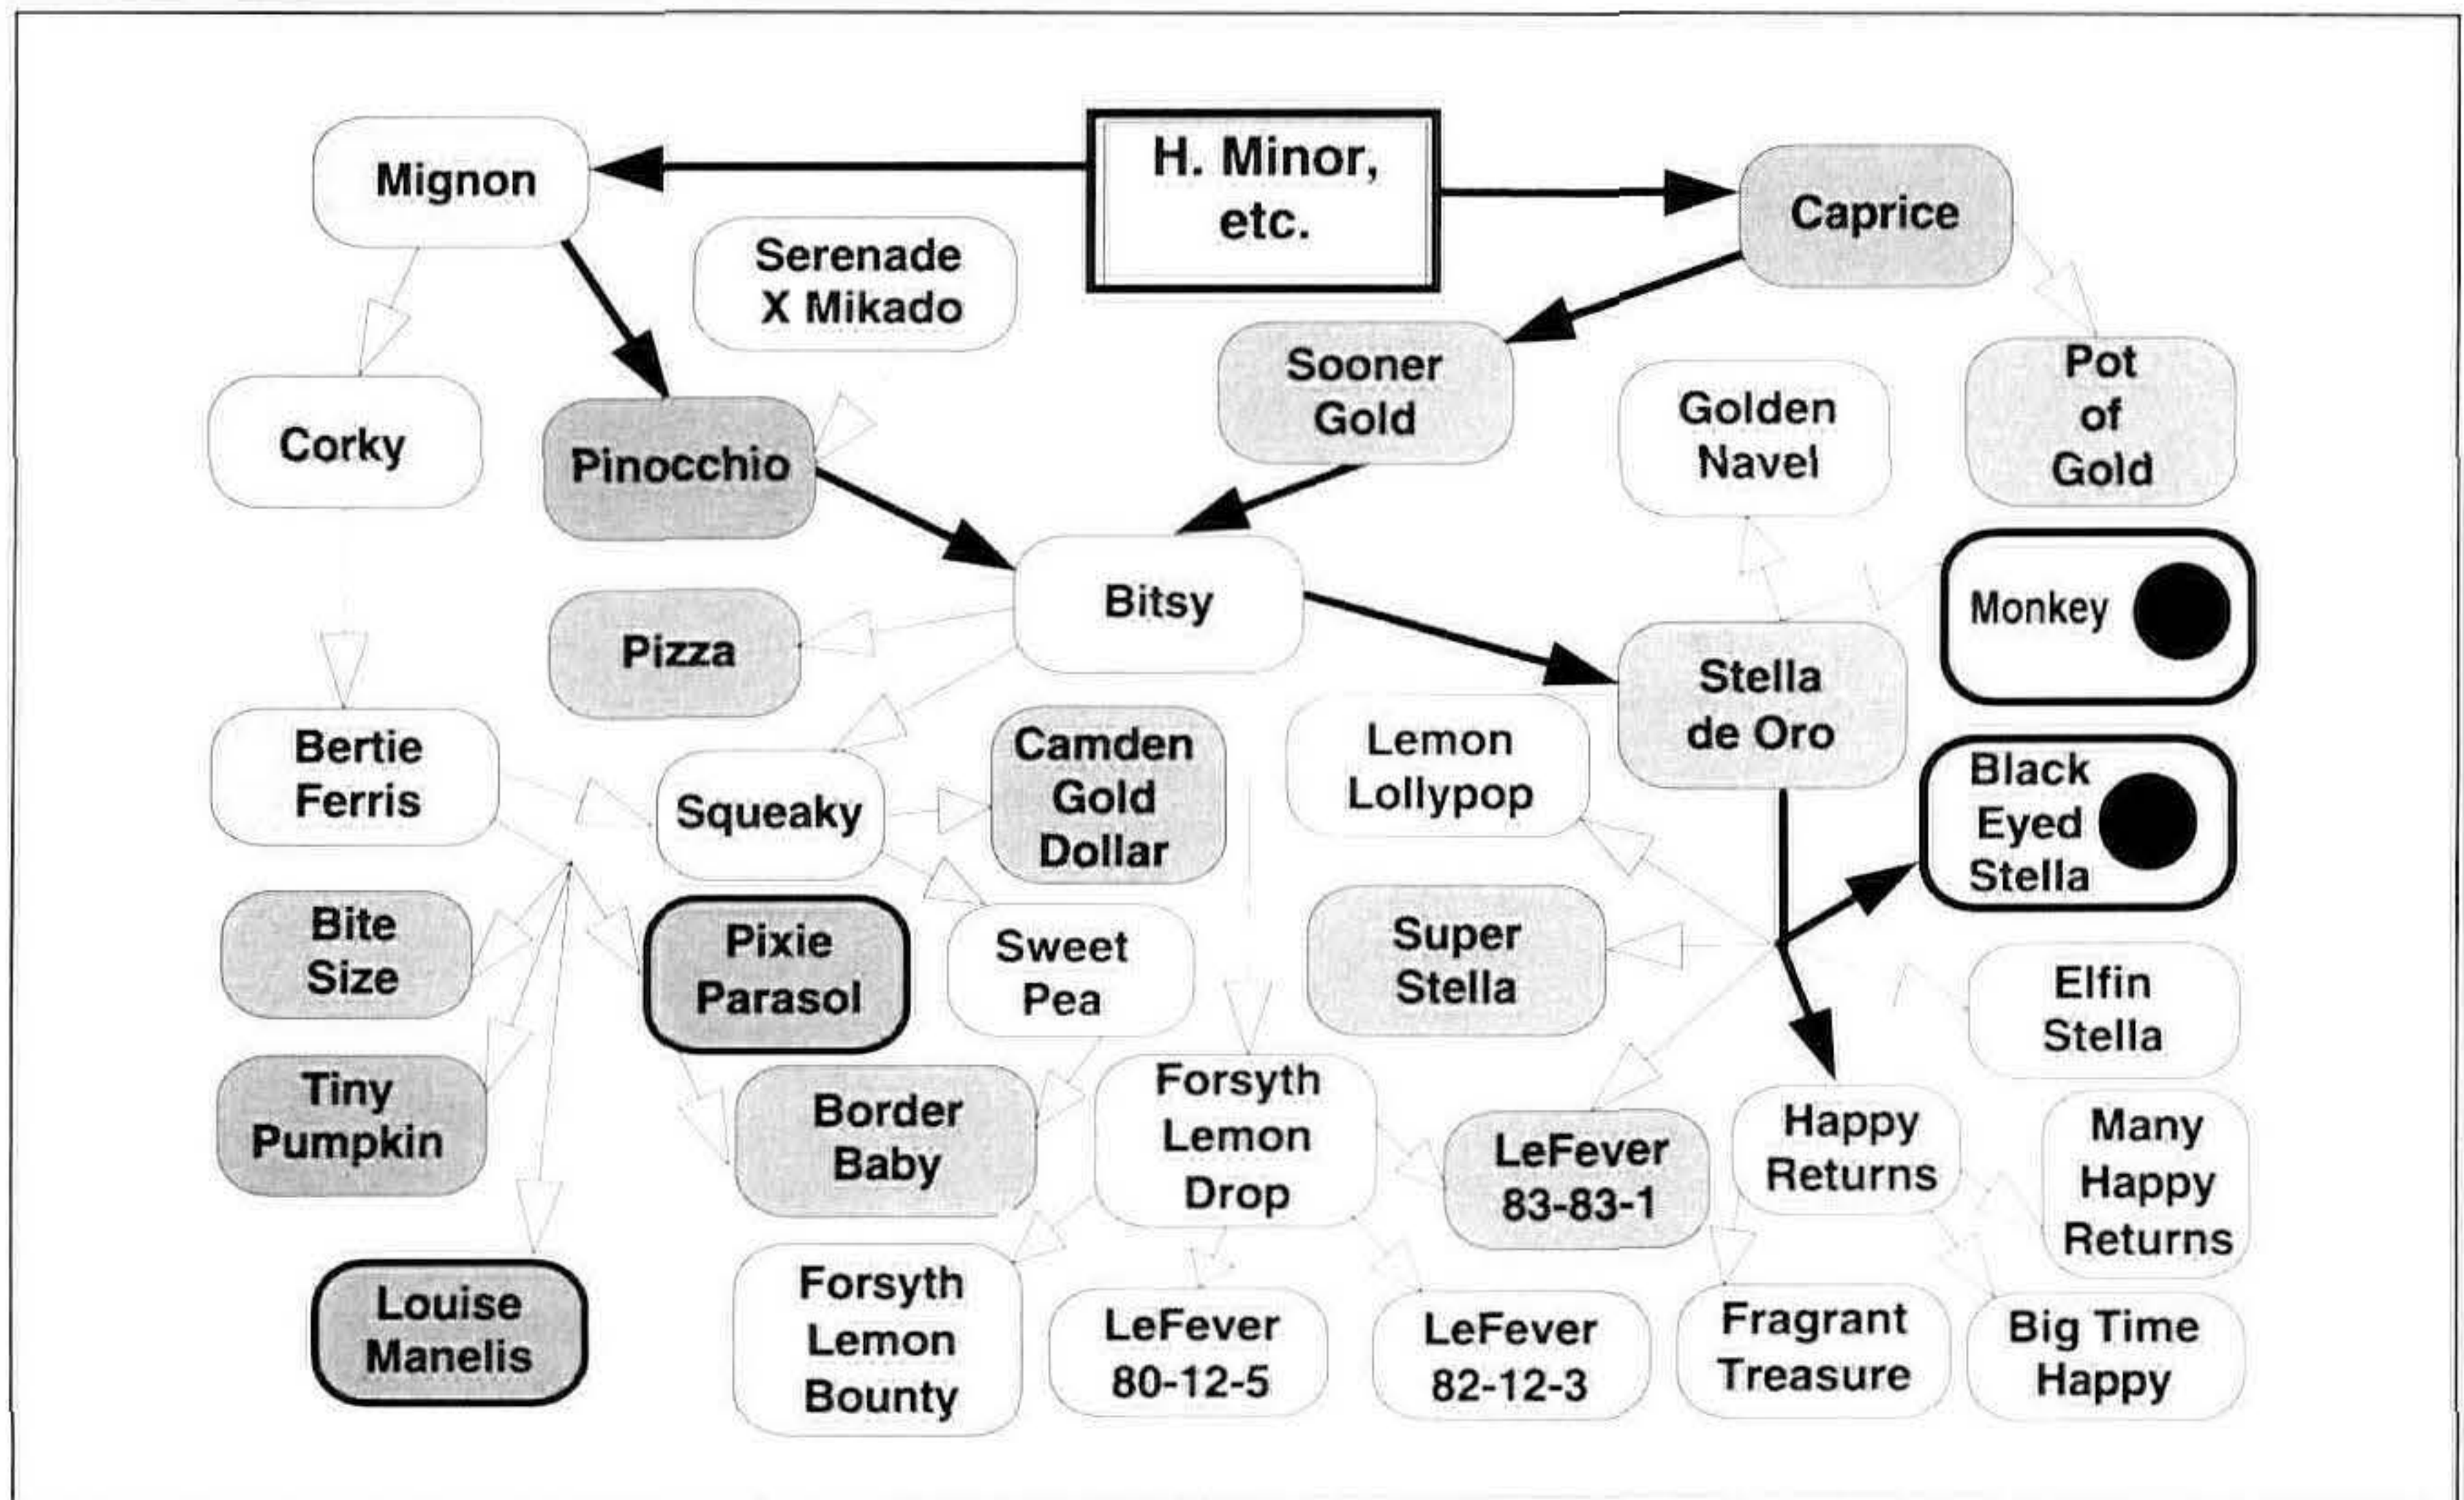 Mignon
H. Minor,
etc.
Caprice
Serenade
X Mikado
Corky
Pinocchio
Sooner
Gold
Golden
Navel
Pot
of
Gold
Bitsy
Monkey
Pizza
Stella
de Oro
Bertie
Ferris
Squeaky
Camden
Gold
Dollar
Lemon
Lollypop
Black
Eyed
Stella
Bite
Size
Pixie
Parasol
Sweet
Pea
Super
Stella
Elfin
Stella
Tiny
Pumpkin
Border
Baby
Forsyth
Lemon
Drop
LeFever
83-83-1
Happy
Returns
Many
Happy
Returns
Louise
Manelis
Forsyth
Lemon
Bounty
LeFever
80-12-5
LeFever
82-12-3
Fragrant
Treasure
Big Time
Happy